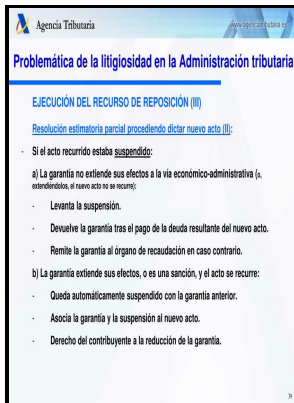 Agencia Tributaria
www.agenciatributaria.es
Problemática de la litigiosidad en la Administración tributaria
EJECUCIÓN DEL RECURSO DE REPOSICIÓN (III)
Resolución estimatoria parcial procediendo dictar nuevo acto (II):
- Si el acto recurrido estaba suspendido:
a) La garantía no extiende sus efectos a la vía económico-administrativa (o,
extendiéndolos, el nuevo acto no se recurre):
- Levanta la suspensión.
- Devuelve la garantía tras el pago de la deuda resultante del nuevo acto.
- Remite la garantía al órgano de recaudación en caso contrario.
b) La garantía extiende sus efectos, o es una sanción, y el acto se recurre:
- Queda automáticamente suspendido con la garantía anterior.
- Asocia la garantía y la suspensión al nuevo acto.
- Derecho del contribuyente a la reducción de la garantía.
39